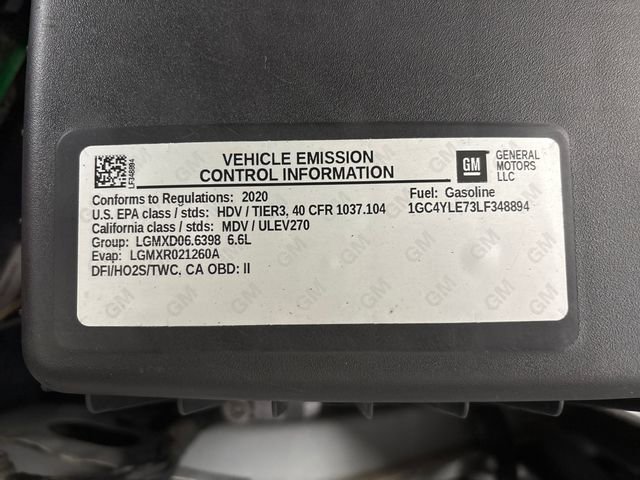 LF348894
VEHICLE EMISSION
CONTROL INFORMATION
GM
GENERAL
MOTORS
LLC
Conforms to Regulations: 2020
Fuel: Gasoline
U.S. EPA class / stds: HDV / TIER3, 40 CFR 1037.104
1GC4YLE73LF348894
California class / stds: MDV / ULEV270
Group: LGMXD06.6398 6.6L
Evap: LGMXR021260A
DFI/HO2S/TWC, CA OBD: II